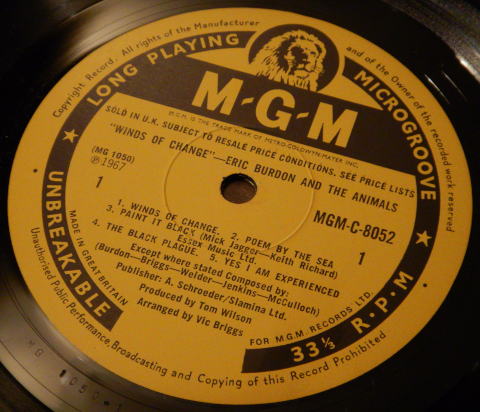 Copyright Record. All rights of the Manufacturer and of the Owner of the recorded work reserved
LONG PLAYING MICROGROOVE
M-G-M
M.G.M. IS THE TRADE MARK OF METRO-GOLDWYN-MAYER INC.
SOLD IN U.K. SUBJECT TO RESALE PRICE CONDITIONS. SEE PRICE LISTS
"WINDS OF CHANGE"—ERIC BURDON AND THE ANIMALS
(MG 1050)
℗1967
MGM-C-8052
1
1
1. WINDS OF CHANGE. 2. POEM BY THE SEA
3. PAINT IT BLACK (Mick Jagger—Keith Richard)
Essex Music Ltd.
4. THE BLACK PLAGUE. 5. YES I AM EXPERIENCED
Except where stated Composed by:
(Burdon—Briggs—Welder—Jenkins—McCulloch)
Publisher: A. Schroeder/Slamina Ltd.
Produced by Tom Wilson
Arranged by Vic Briggs
MADE IN GREAT BRITAIN
FOR M.G.M. RECORDS LTD.
UNBREAKABLE
33⅓ R.P.M
Unauthorised Public Performance, Broadcasting and Copying of this Record Prohibited